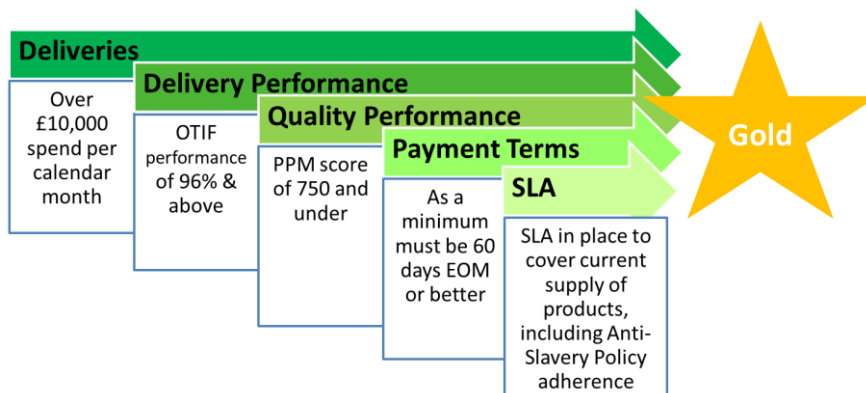 Deliveries
Over
£10,000
spend per
calendar
month
Delivery Performance
OTIF
performance
of 96% &
above
Quality Performance
PPM score
of 750 and
under
Payment Terms
As a
minimum
must be 60
days EOM
or better
SLA
SLA in place to
cover current
supply of
products,
including Anti-
Slavery Policy
adherence
Gold